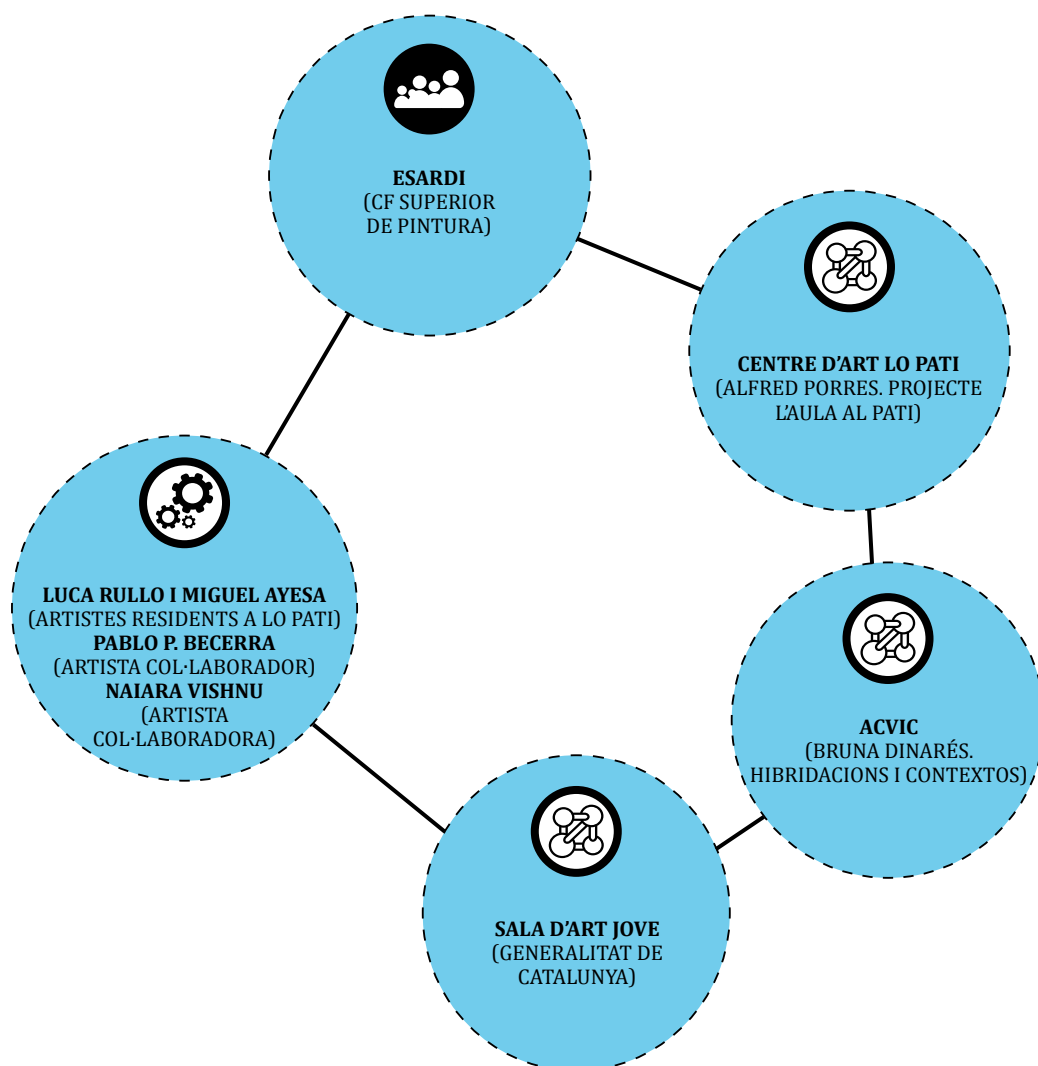 ESARDI
(CF SUPERIOR
DE PINTURA)
CENTRE D’ART LO PATI
(ALFRED PORRES. PROJECTE
L’AULA AL PATI)
LUCA RULLO I MIGUEL AYESA
(ARTISTES RESIDENTS A LO PATI)
PABLO P. BECERRA
(ARTISTA COL·LABORADOR)
NAIARA VISHNU
(ARTISTA
COL·LABORADORA)
ACVIC
(BRUNA DINARÉS.
HIBRIDACIONS I CONTEXTOS)
SALA D’ART JOVE
(GENERALITAT DE
CATALUNYA)